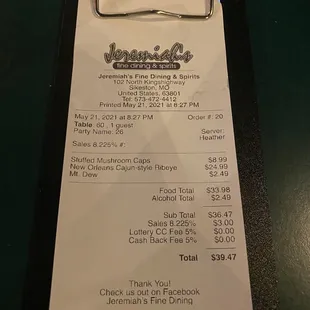 Jeremiah's
fine dining & spirits
Jeremiah's Fine Dining & Spirits
102 North Kingshighway
Sikeston, MO
United States, 63801
Tel: 573-472-4412
Printed May 21, 2021 at 8:27 PM
May 21, 2021 at 8:27 PM Order #: 20
Table: 60, 1 guest
Party Name: 26 Server:
Heather
Sales 8.225% #:
Stuffed Mushroom Caps $8.99
New Orleans Cajun-style Ribeye $24.99
Mt. Dew $2.49
Food Total $33.98
Alcohol Total $2.49
Sub Total $36.47
Sales 8.225% $3.00
Lottery CC Fee 5% $0.00
Cash Back Fee 5% $0.00
Total $39.47
Thank You!
Check us out on Facebook
Jeremiah's Fine Dining